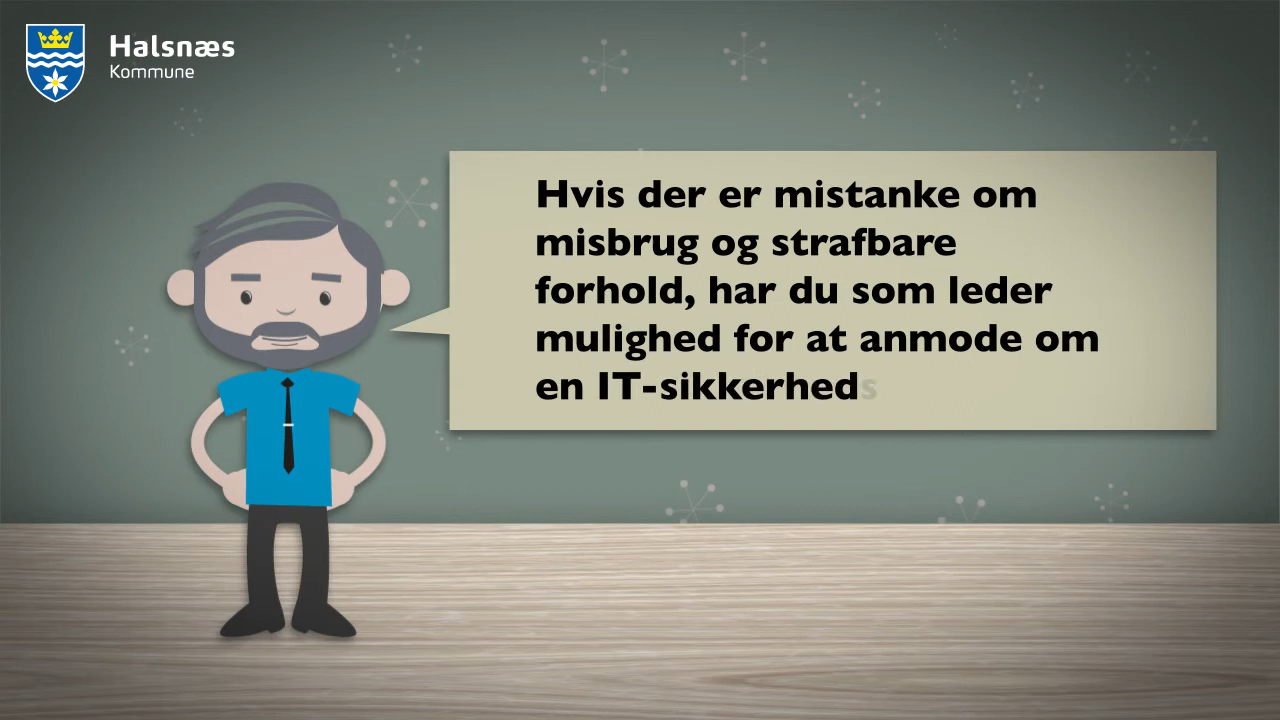 Halsnæs
Kommune
Hvis der er mistanke om
misbrug og strafbare
forhold, har du som leder
mulighed for at anmode om
en IT-sikkerheds